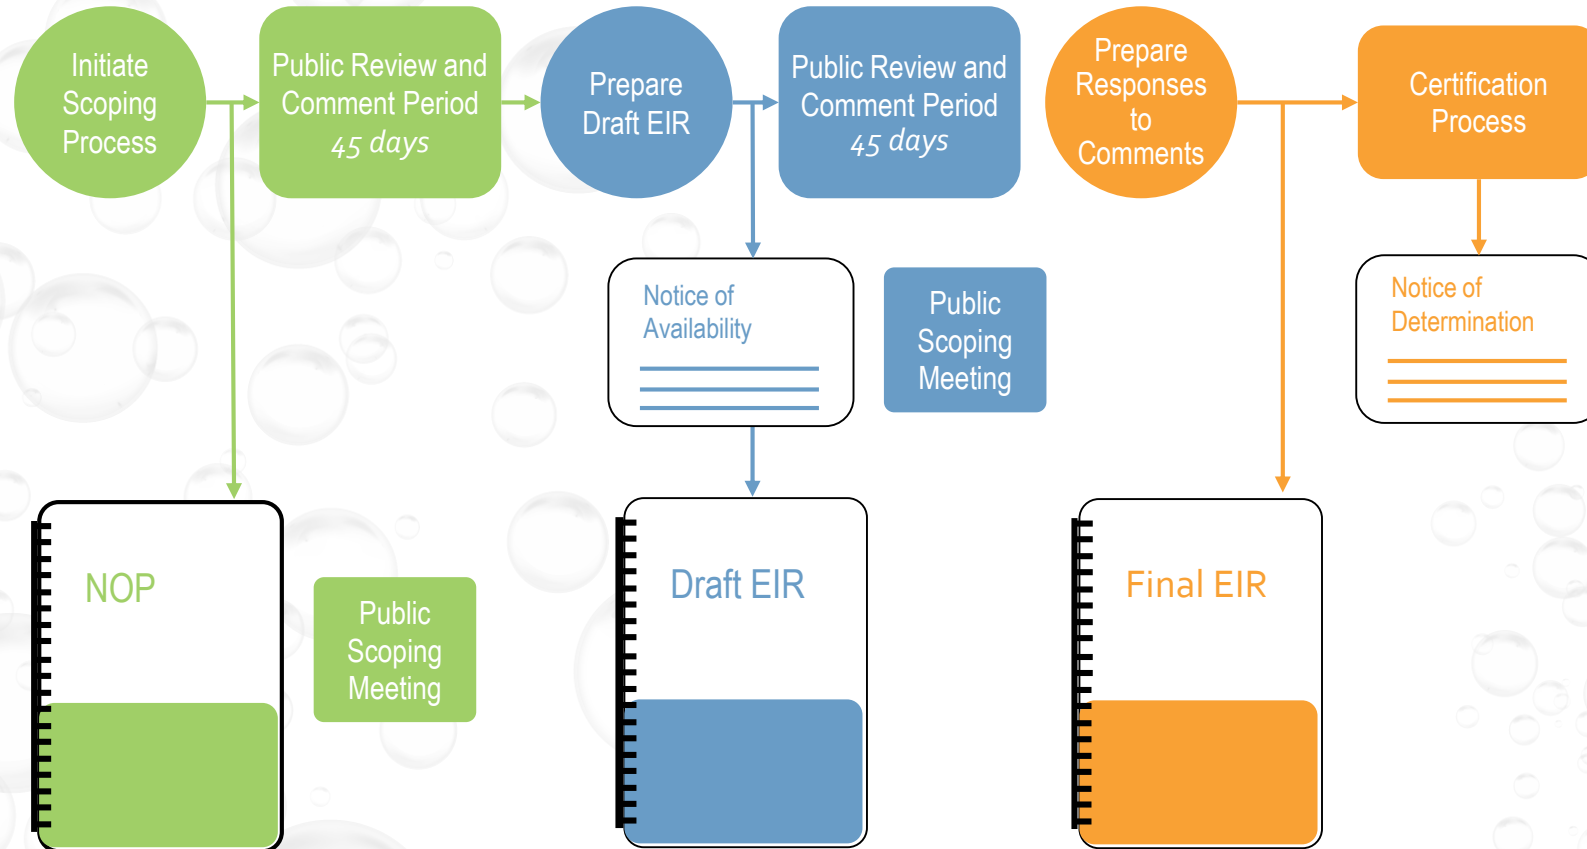 Initiate
Scoping
Process
Public Review and
Comment Period
45 days
Prepare
Draft EIR
Public Review and
Comment Period
45 days
Prepare
Responses
to
Comments
Certification
Process
Notice of
Availability
Public
Scoping
Meeting
Notice of
Determination
NOP
Public
Scoping
Meeting
Draft EIR
Final EIR